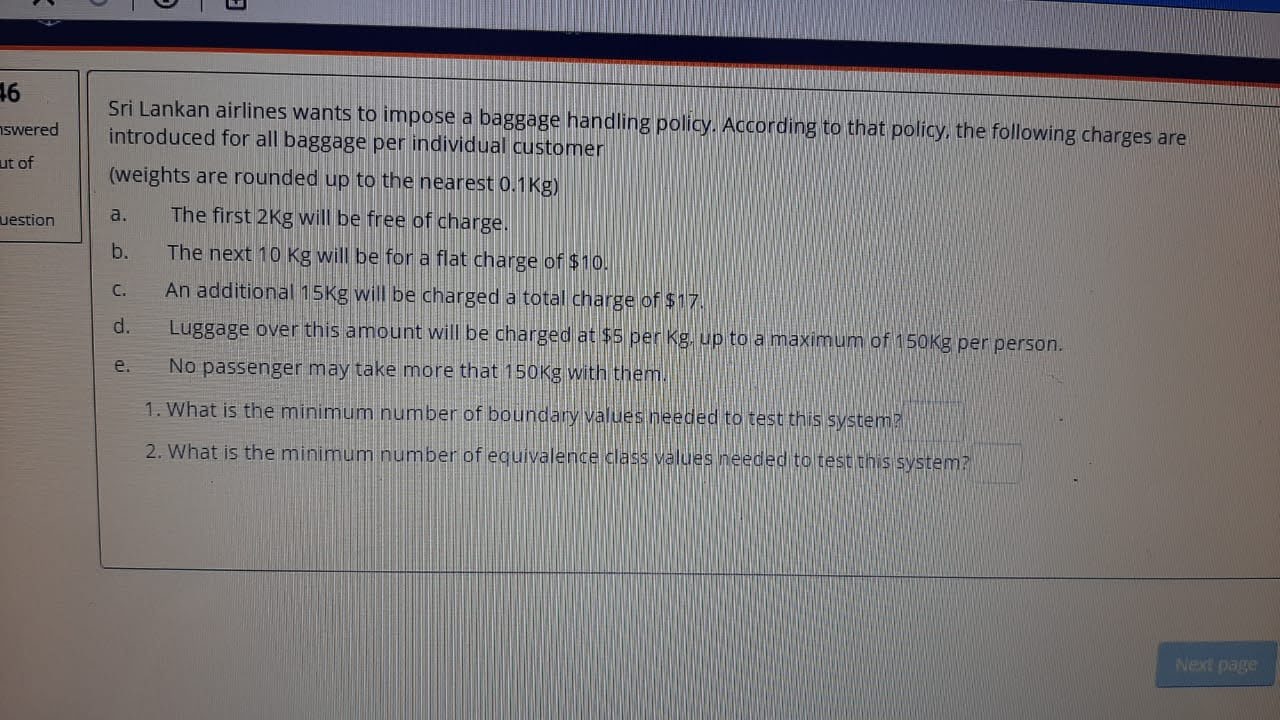 46
nswered
ut of
uestion
Sri Lankan airlines wants to impose a baggage handling policy. According to that policy, the following charges are
introduced for all baggage per individual customer
(weights are rounded up to the nearest 0.1Kg)
a. The first 2Kg will be free of charge.
b. The next 10 Kg will be for a flat charge of $10.
c. An additional 15Kg will be charged a total charge of $17.
d. Luggage over this amount will be charged at $5 per Kg, up to a maximum of 150Kg per person.
e. No passenger may take more that 150Kg with them.
1. What is the minimum number of boundary values needed to test this system?
2. What is the minimum number of equivalence class values needed to test this system?
Next page